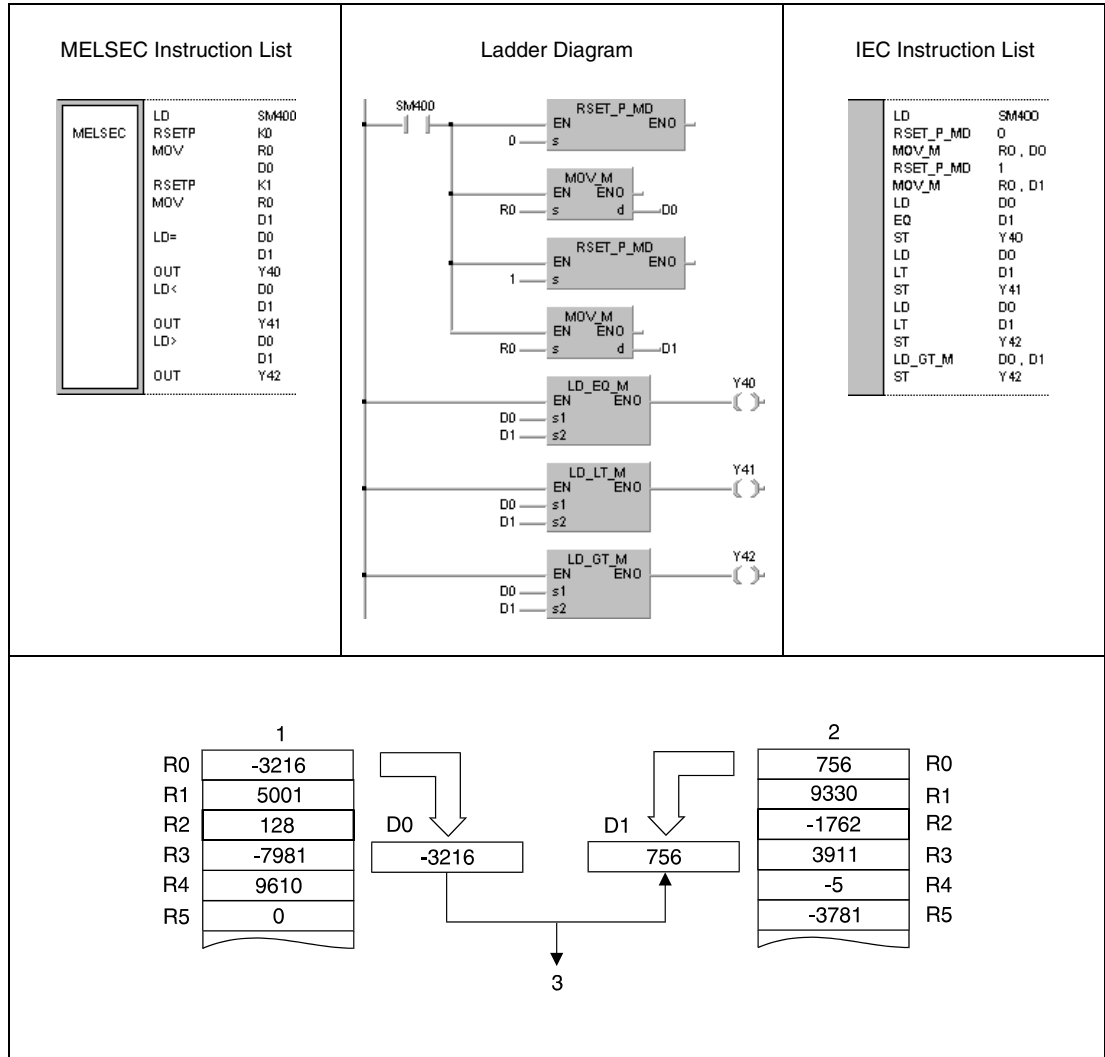 MELSEC Instruction List
MELSEC
LD SM400
RSETP K0
MOV R0
D0
RSETP K1
MOV R0
D1
LD= D0
D1
OUT Y40
LD< D0
D1
OUT Y41
LD> D0
D1
OUT Y42
Ladder Diagram
SM400
RSET_P_MD
EN ENO
0 s
MOV_M
EN ENO
R0 s d D0
RSET_P_MD
EN ENO
1 s
MOV_M
EN ENO
R0 s d D1
LD_EQ_M Y40
EN ENO
D0 s1
D1 s2
LD_LT_M Y41
EN ENO
D0 s1
D1 s2
LD_GT_M Y42
EN ENO
D0 s1
D1 s2
IEC Instruction List
LD SM400
RSET_P_MD 0
MOV_M R0, D0
RSET_P_MD 1
MOV_M R0, D1
LD D0
EQ D1
ST Y40
LD D0
LT D1
ST Y41
LD D0
LT D1
ST Y42
LD_GT_M D0, D1
ST Y42
1
R0 -3216
R1 5001
R2 128
R3 -7981
R4 9610
R5 0
D0
-3216
D1
756
2
756 R0
9330 R1
-1762 R2
3911 R3
-5 R4
-3781 R5
3